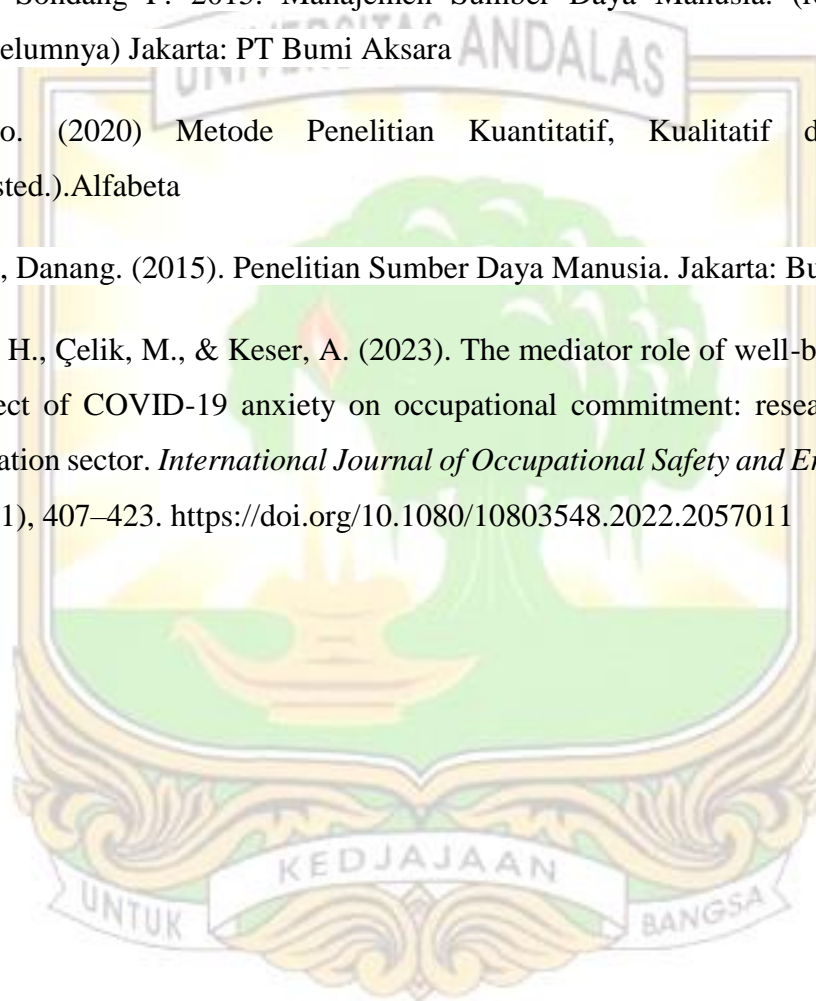 Sondang P. 2015. Manajemen Sumber Daya Manusia.
elumnya) Jakarta: PT Bumi Aksara
UNIVERSITAS ANDALAS
o. (2020) Metode Penelitian Kuantitatif, Kualitatif d
sted.).Alfabeta
, Danang. (2015). Penelitian Sumber Daya Manusia. Jakarta: Bu
H., Çelik, M., & Keser, A. (2023). The mediator role of well-b
ect of COVID-19 anxiety on occupational commitment: resea
ation sector. International Journal of Occupational Safety and Er
1), 407–423. https://doi.org/10.1080/10803548.2022.2057011
KEDJAJAAN
UNTUK BANGSA